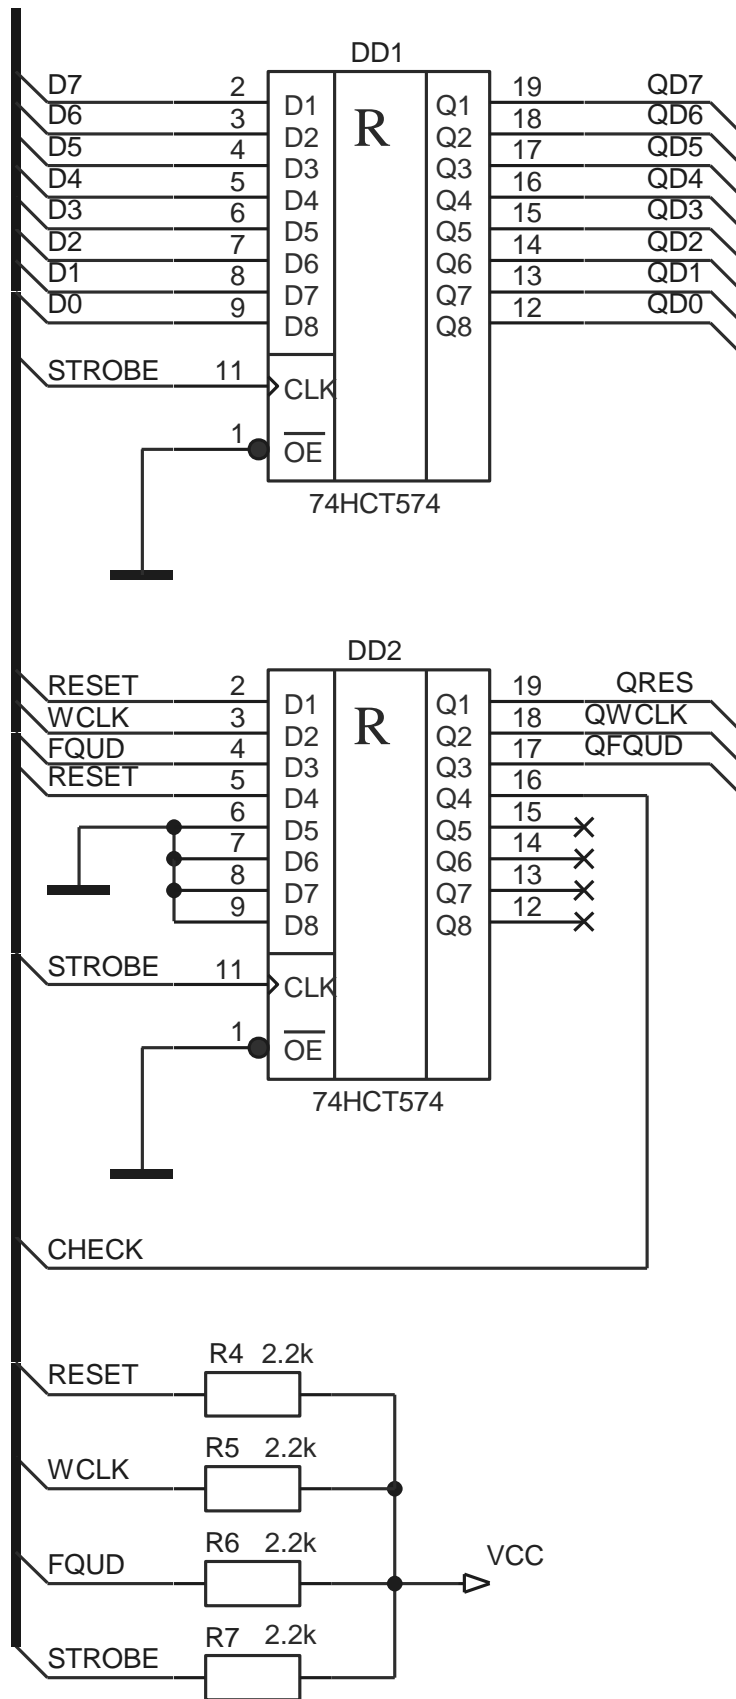 DD1
D7 2 D1 R Q1 19 QD7
D6 3 D2 Q2 18 QD6
D5 4 D3 Q3 17 QD5
D4 5 D4 Q4 16 QD4
D3 6 D5 Q5 15 QD3
D2 7 D6 Q6 14 QD2
D1 8 D7 Q7 13 QD1
D0 9 D8 Q8 12 QD0
STROBE 11 CLK
1 OE
74HCT574
DD2
RESET 2 D1 R Q1 19 QRES
WCLK 3 D2 Q2 18 QWCLK
FQUD 4 D3 Q3 17 QFQUD
RESET 5 D4 Q4 16
6 D5 Q5 15
7 D6 Q6 14
8 D7 Q7 13
9 D8 Q8 12
STROBE 11 CLK
1 OE
74HCT574
CHECK
R4 2.2k
RESET
R5 2.2k
WCLK
R6 2.2k
FQUD VCC
R7 2.2k
STROBE